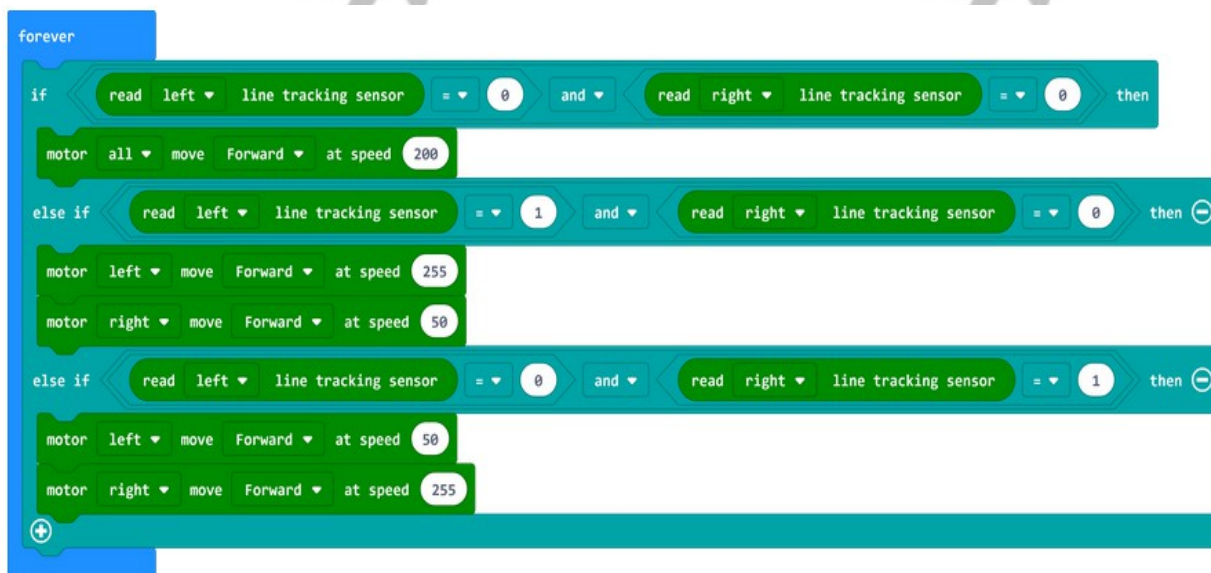 forever
if read left line tracking sensor = 0 and read right line tracking sensor = 0 then
motor all move Forward at speed 200
else if read left line tracking sensor = 1 and read right line tracking sensor = 0 then
motor left move Forward at speed 255
motor right move Forward at speed 50
else if read left line tracking sensor = 0 and read right line tracking sensor = 1 then
motor left move Forward at speed 50
motor right move Forward at speed 255